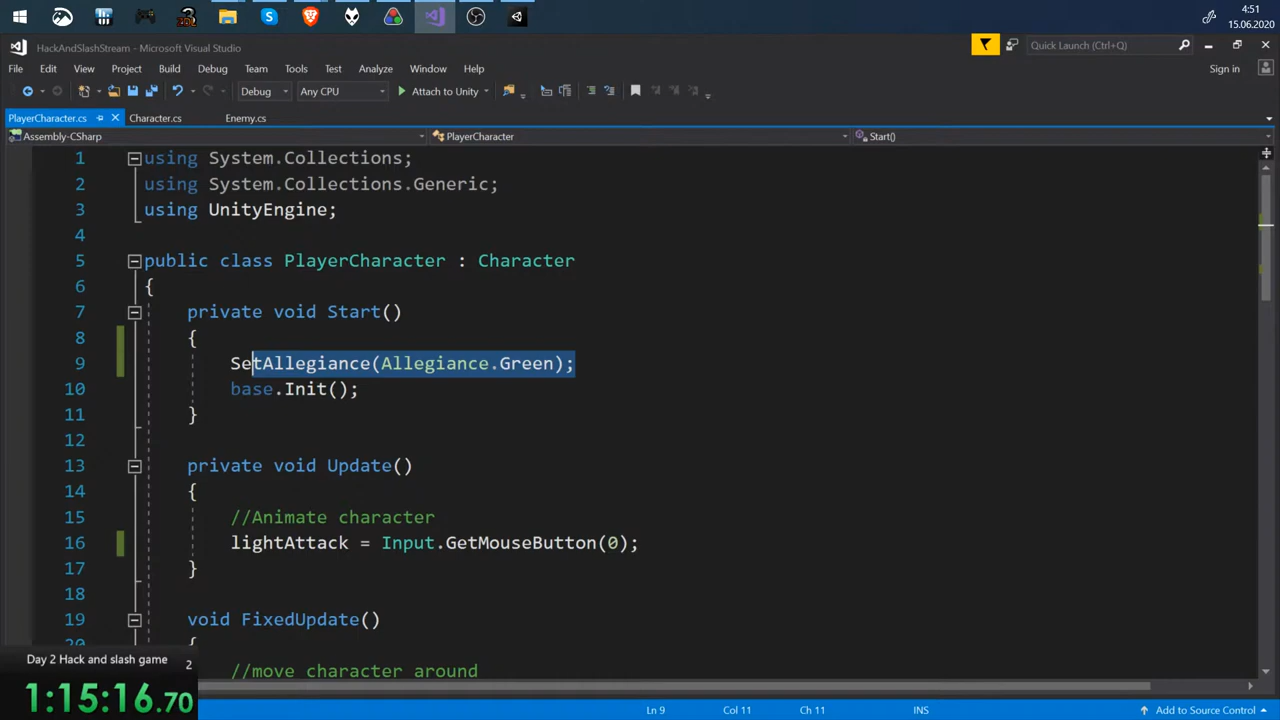 4:51
15.06.2020
HackAndSlashStream - Microsoft Visual Studio
Quick Launch (Ctrl+Q)
File Edit View Project Build Debug Team Tools Test Analyze Window Help
Sign in
Debug Any CPU Attach to Unity
PlayerCharacter.cs Character.cs Enemy.cs
Assembly-CSharp PlayerCharacter Start()
1 using System.Collections;
2 using System.Collections.Generic;
3 using UnityEngine;
4
5 public class PlayerCharacter : Character
6 {
7 private void Start()
8 {
9 SetAllegiance(Allegiance.Green);
10 base.Init();
11 }
12
13 private void Update()
14 {
15 //Animate character
16 lightAttack = Input.GetMouseButton(0);
17 }
18
19 void FixedUpdate()
20 {
//move character around
Day 2 Hack and slash game 2
1:15:16.70
Ln 9 Col 11 Ch 11 INS Add to Source Control